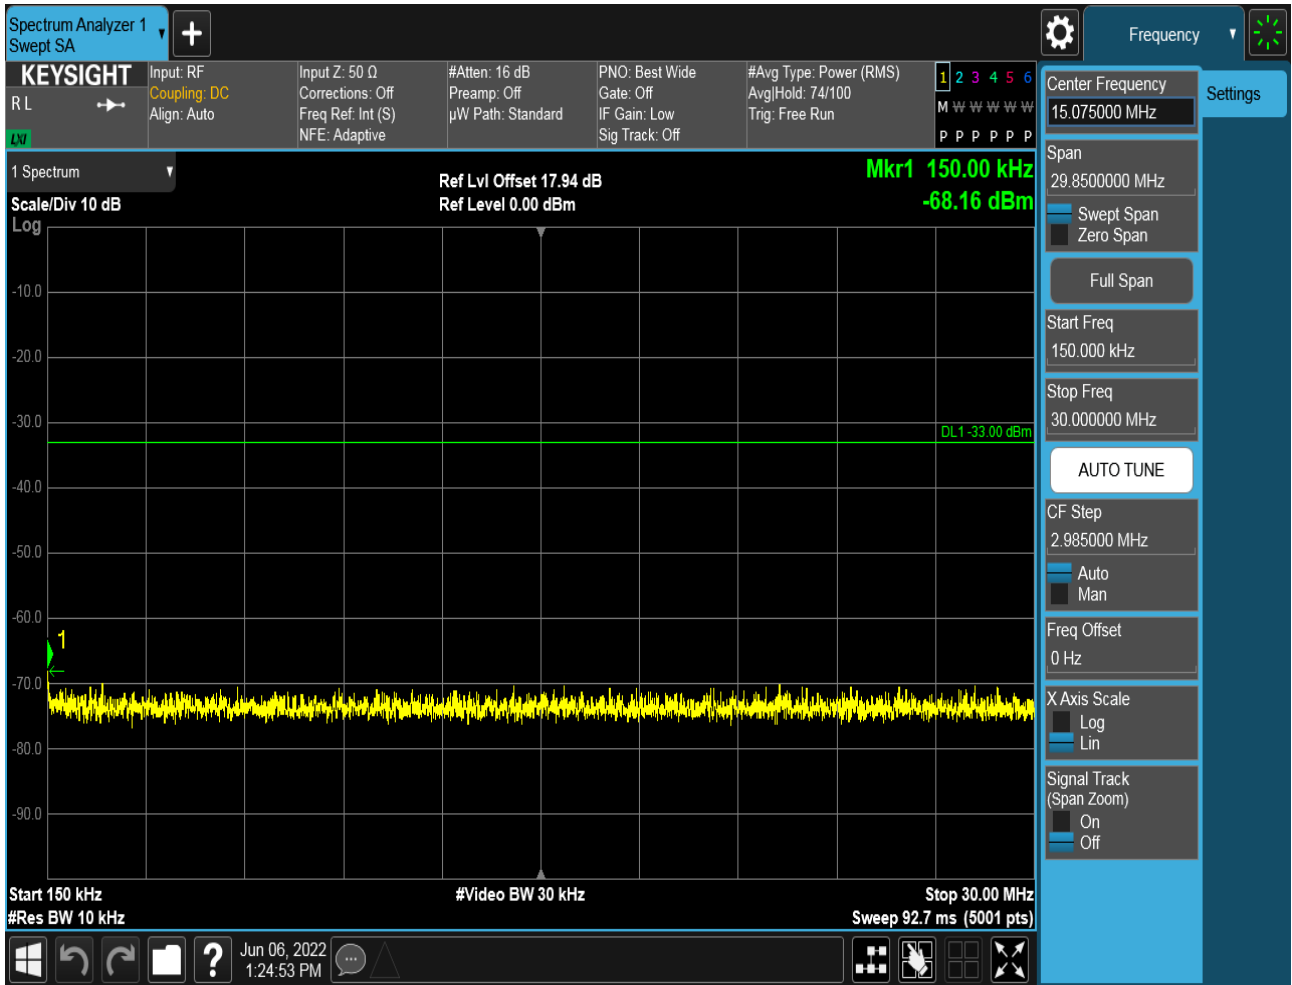 Spectrum Analyzer 1
Swept SA
Frequency
KEYSIGHT
R L
LXI
Input: RF
Coupling: DC
Align: Auto
Input Z: 50 Ω
Corrections: Off
Freq Ref: Int (S)
NFE: Adaptive
#Atten: 16 dB
Preamp: Off
µW Path: Standard
PNO: Best Wide
Gate: Off
IF Gain: Low
Sig Track: Off
#Avg Type: Power (RMS)
Avg|Hold: 74/100
Trig: Free Run
1 2 3 4 5 6
M W W W W W
P P P P P P
1 Spectrum
Scale/Div 10 dB
Log
Ref Lvl Offset 17.94 dB
Ref Level 0.00 dBm
Mkr1 150.00 kHz
-68.16 dBm
-10.0
-20.0
-30.0
DL1 -33.00 dBm
-40.0
-50.0
-60.0
1
-70.0
-80.0
-90.0
Start 150 kHz
#Video BW 30 kHz
Stop 30.00 MHz
#Res BW 10 kHz
Sweep 92.7 ms (5001 pts)
Center Frequency
15.075000 MHz
Settings
Span
29.8500000 MHz
Swept Span
Zero Span
Full Span
Start Freq
150.000 kHz
Stop Freq
30.000000 MHz
AUTO TUNE
CF Step
2.985000 MHz
Auto
Man
Freq Offset
0 Hz
X Axis Scale
Log
Lin
Signal Track
(Span Zoom)
On
Off
?
Jun 06, 2022
1:24:53 PM